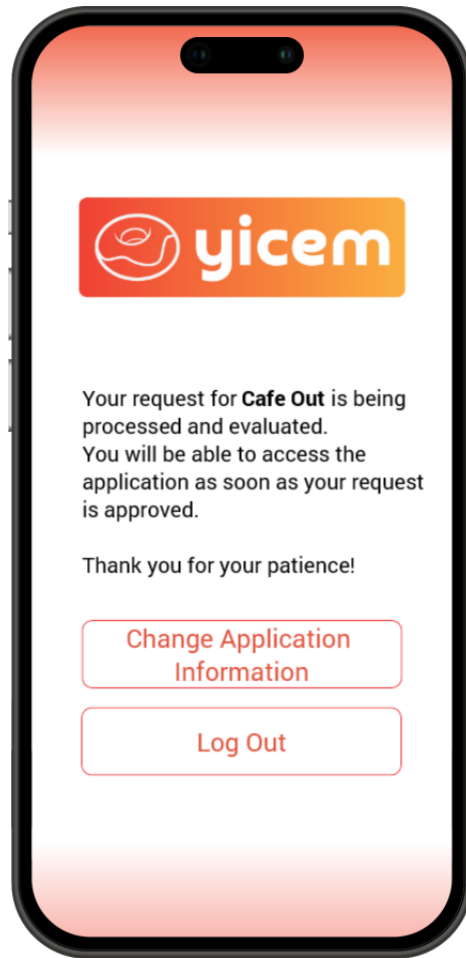 yicem
Your request for Cafe Out is being
processed and evaluated.
You will be able to access the
application as soon as your request
is approved.
Thank you for your patience!
Change Application
Information
Log Out